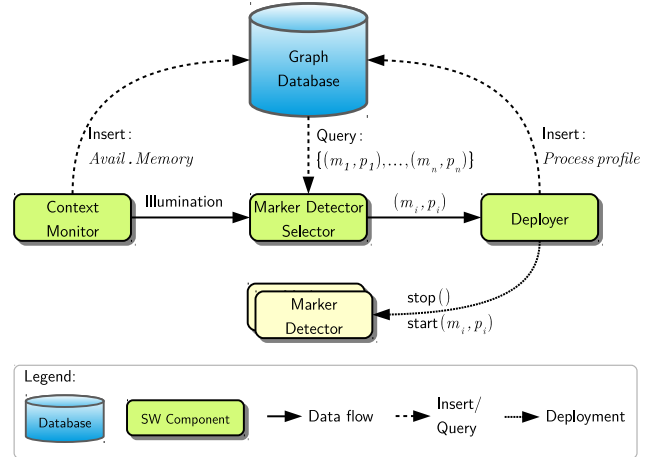 Graph
Database
Insert:
Avail.Memory
Query:
{(m₁, p₁),...,(mₙ, pₙ)}
Insert:
Process profile
Context
Monitor
Illumination
Marker Detector
Selector
(mᵢ, pᵢ)
Deployer
Marker
Detector
stop()
start(mᵢ, pᵢ)
Legend:
Database
SW Component
Data flow
Insert/
Query
Deployment